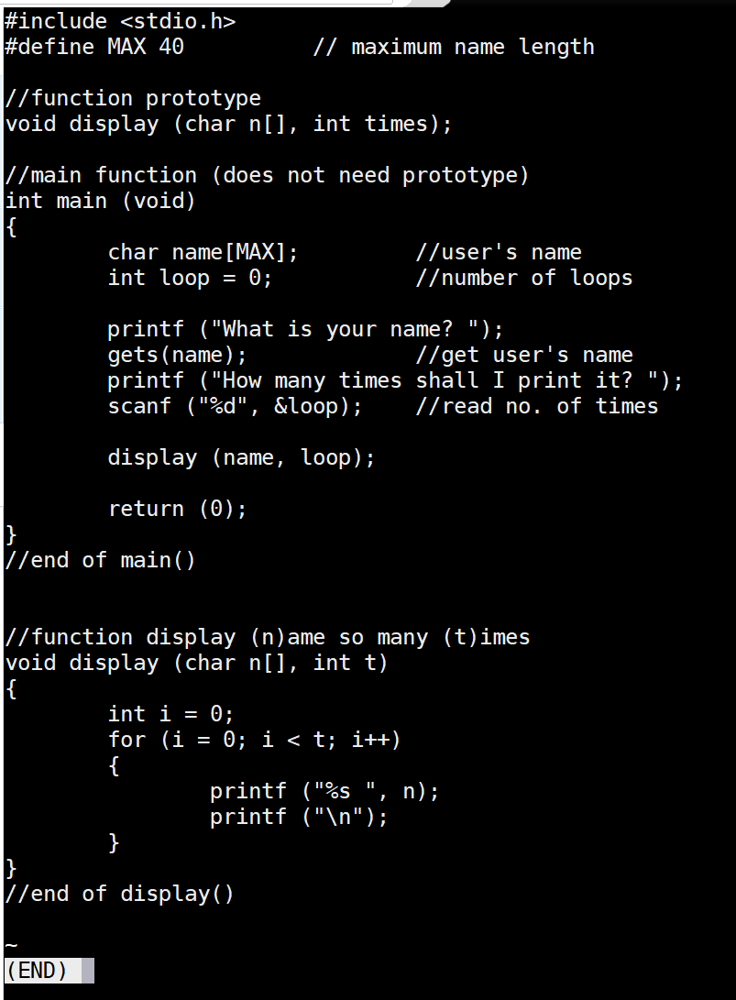 #include <stdio.h>
#define MAX 40          // maximum name length

//function prototype
void display (char n[], int times);

//main function (does not need prototype)
int main (void)
{
        char name[MAX];         //user's name
        int loop = 0;           //number of loops

        printf ("What is your name? ");
        gets(name);             //get user's name
        printf ("How many times shall I print it? ");
        scanf ("%d", &loop);    //read no. of times

        display (name, loop);

        return (0);
}
//end of main()


//function display (n)ame so many (t)imes
void display (char n[], int t)
{
        int i = 0;
        for (i = 0; i < t; i++)
        {
                printf ("%s ", n);
                printf ("\n");
        }
}
//end of display()

~
(END)